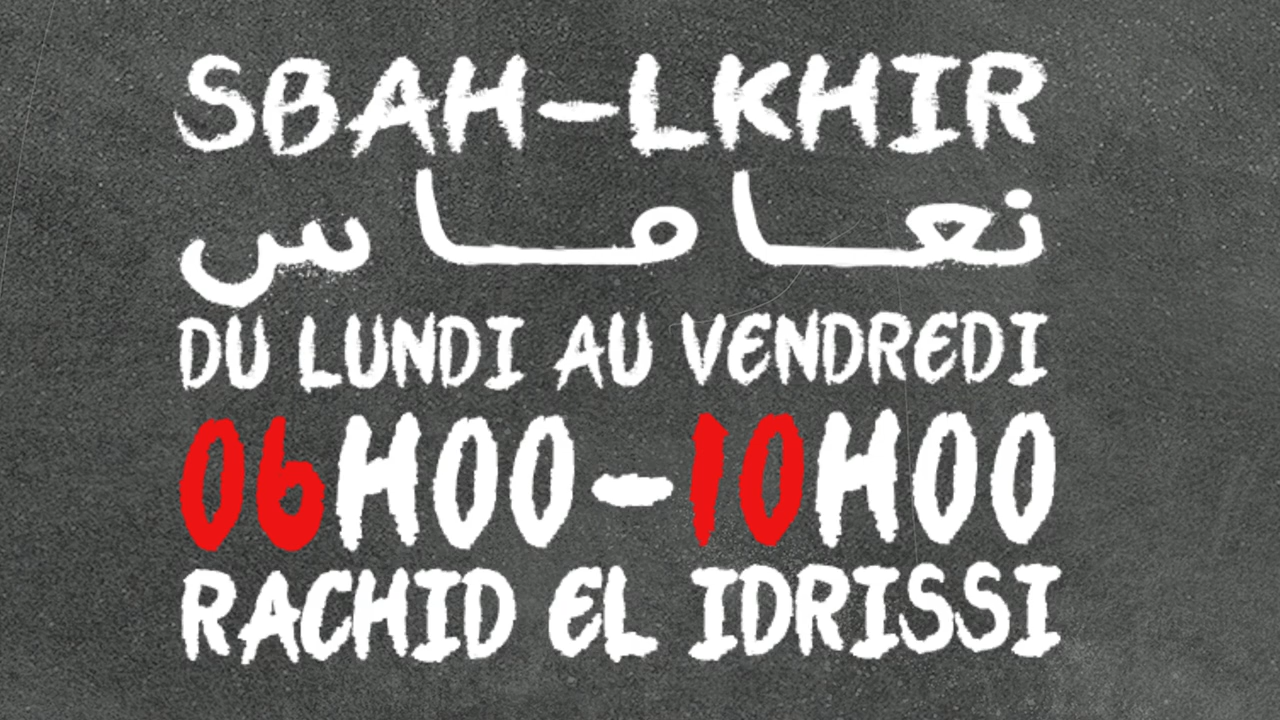 SBAH-LKHIR
نعاماس
DU LUNDI AU VENDREDI
06H00-10H00
RACHID EL IDRISSI